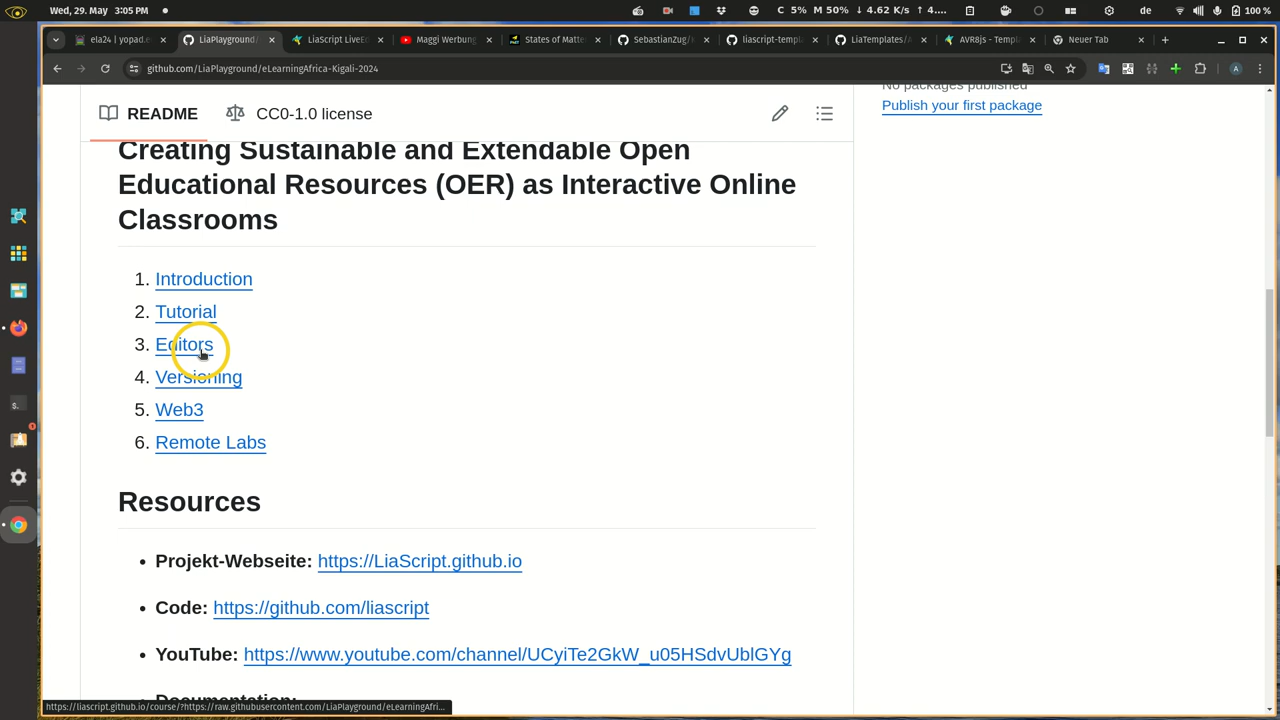 Wed, 29. May 3:05 PM
C 5% M 50% ↓ 4.62 K/s ↑ 4....
de
100 %
ela24 | yopad.e
LiaPlayground/
LiaScript LiveE
Maggi Werbung
States of Matte
SebastianZug/
liascript-templ
LiaTemplates/A
AVR8js - Templ
Neuer Tab
github.com/LiaPlayground/eLearningAfrica-Kigali-2024
A
No packages published
Publish your first package
README
CC0-1.0 license
Creating Sustainable and Extendable Open
Educational Resources (OER) as Interactive Online
Classrooms
1. Introduction
2. Tutorial
3. Editors
4. Versioning
5. Web3
6. Remote Labs
Resources
• Projekt-Webseite: https://LiaScript.github.io
• Code: https://github.com/liascript
• YouTube: https://www.youtube.com/channel/UCyiTe2GkW_u05HSdvUblGYg
Documentation:
https://liascript.github.io/course/?https://raw.githubusercontent.com/LiaPlayground/eLearningAfri...